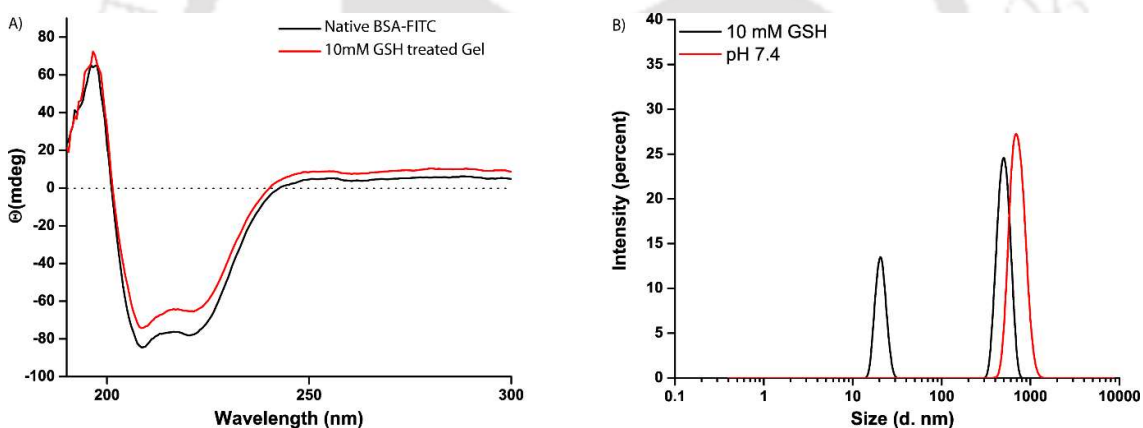 A)
Native BSA-FITC
10mM GSH treated Gel
80
60
40
20
0
-20
-40
-60
-80
-100
Θ(mdeg)
200
250
300
Wavelength (nm)
B)
10 mM GSH
pH 7.4
40
35
30
25
20
15
10
5
0
Intensity (percent)
0.1
1
10
100
1000
10000
Size (d. nm)